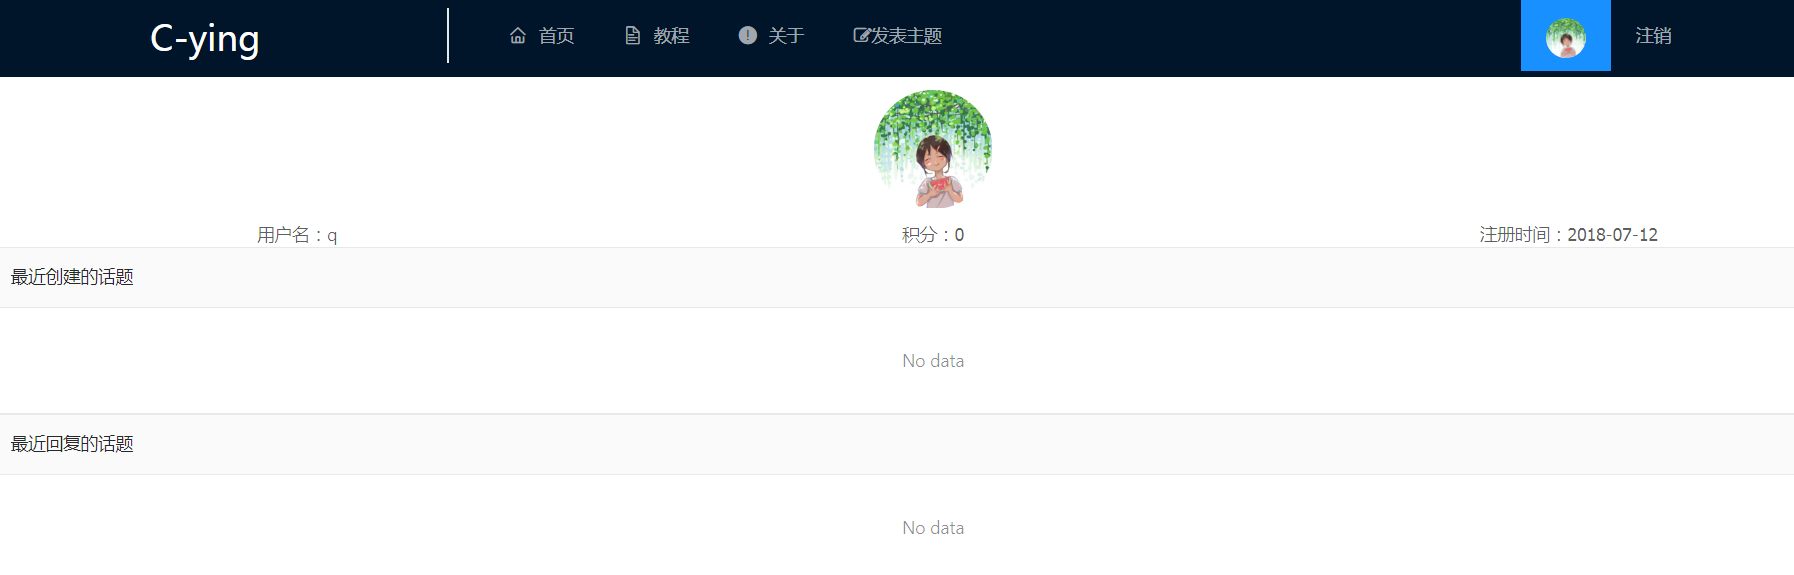 C-ying 首页 教程 关于 发表主题 注销
用户名：q 积分：0 注册时间：2018-07-12
最近创建的话题
No data
最近回复的话题
No data